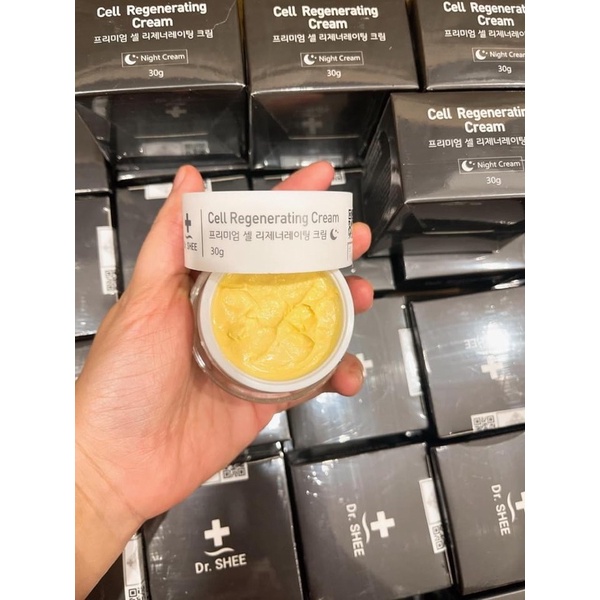 Cell Regenerating
Cream
프리미엄 셀 리제너레이팅 크림
Night Cream
30g
Cell Regenerating
Cream
프리미엄 셀 리제너레이팅 크림
Night Cream
30g
Cell Regenerating
Cream
프리미엄 셀 리제너레이팅
Night Cream
30g
Cell Regenerating
Cream
프리미엄 셀 리제너레이팅 크림
Night Cream
30g
Cell Regenerating Cream
프리미엄 셀 리제너레이팅 크림
30g
SHEE
Dr. SHEE
Dr. SHEE
Dr. SHEE